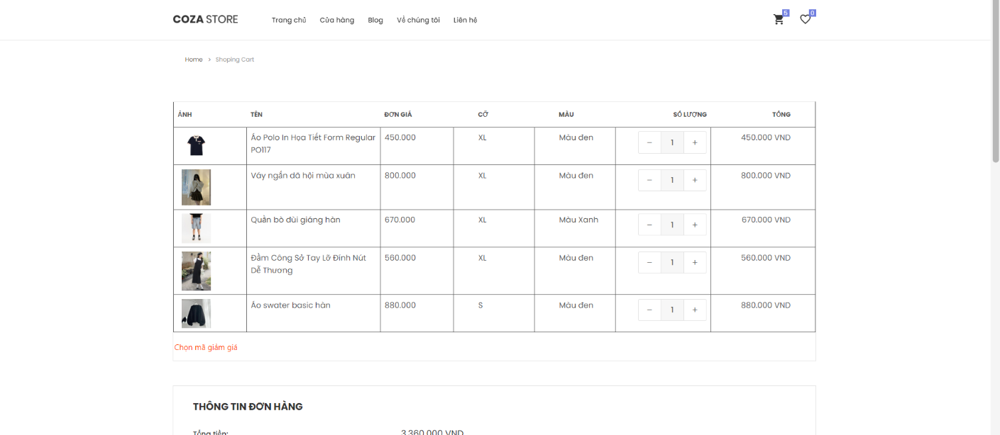 COZA STORE Trang chủ Cửa hàng Blog Về chúng tôi Liên hệ 5 0
Home > Shoping Cart
ẢNH TÊN ĐƠN GIÁ CỠ MÀU SỐ LƯỢNG TỔNG
Áo Polo In Họa Tiết Form Regular 450.000 XL Màu đen − 1 + 450.000 VND
PO117
Váy ngắn dã hội mùa xuân 800.000 XL Màu đen − 1 + 800.000 VND
Quần bò đùi giáng hàn 670.000 XL Màu Xanh − 1 + 670.000 VND
Đầm Công Sở Tay Lỡ Đính Nút 560.000 XL Màu đen − 1 + 560.000 VND
Dễ Thương
Áo swater basic hàn 880.000 S Màu đen − 1 + 880.000 VND
Chọn mã giảm giá
THÔNG TIN ĐƠN HÀNG
Tổng tiền: 3.360.000 VND